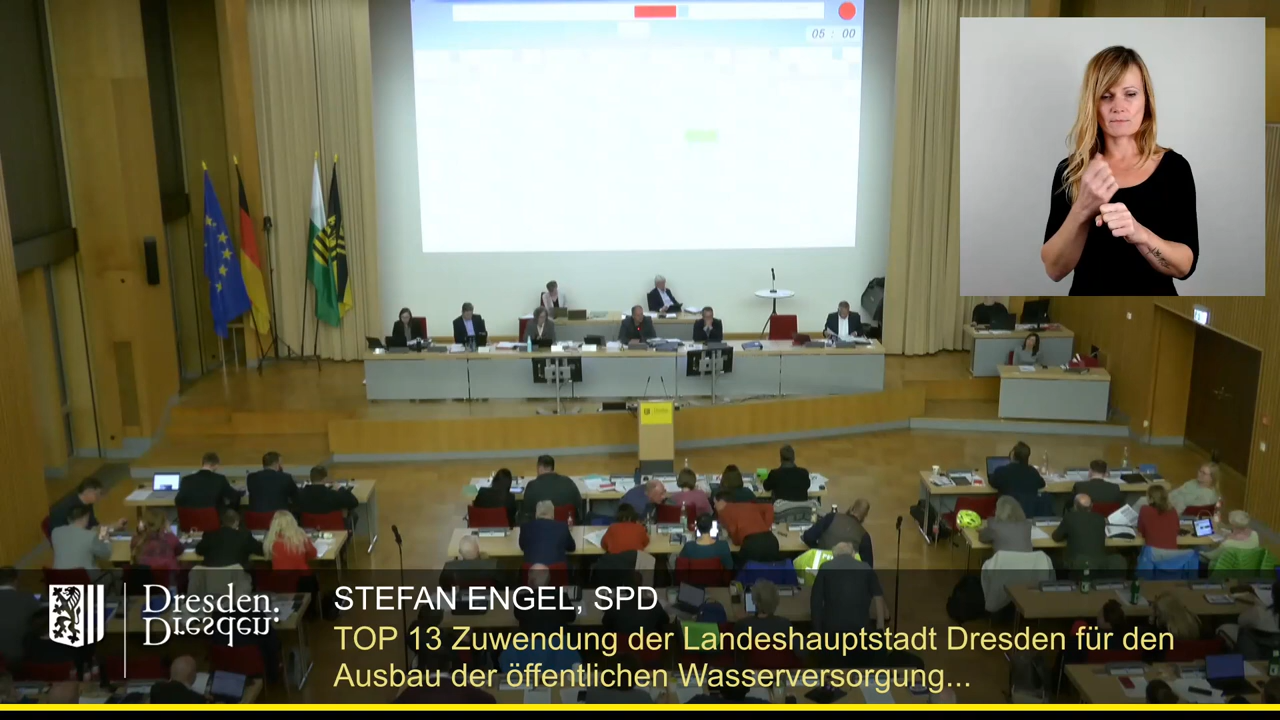 05 : 00
Dresden.
Dresden.
STEFAN ENGEL, SPD
TOP 13 Zuwendung der Landeshauptstadt Dresden für den
Ausbau der öffentlichen Wasserversorgung...